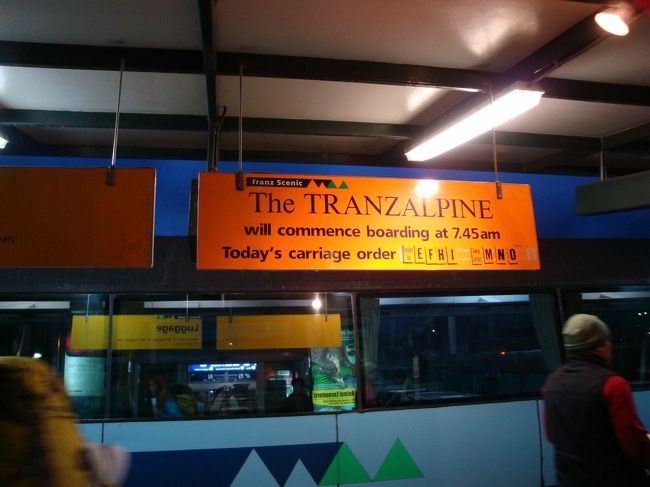 Tranz Scenic
The TRANZALPINE
will commence boarding at 7.45am
Today's carriage order E F H I M N O
Luggage